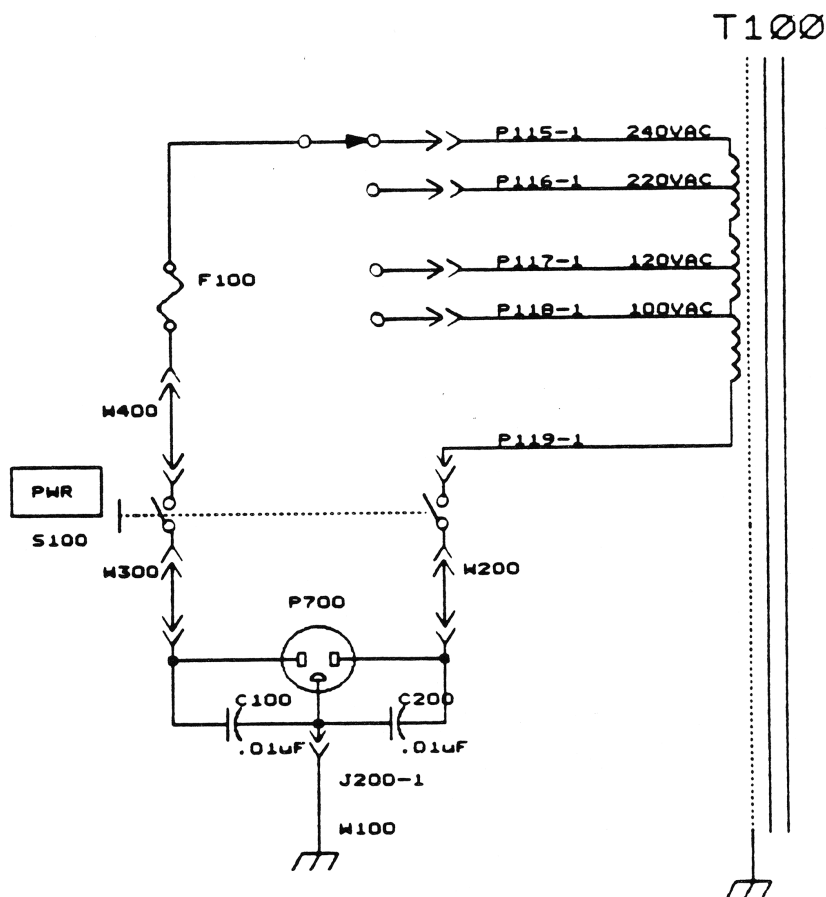 T100
P115-1 240VAC
P116-1 220VAC
P117-1 120VAC
F100
P118-1 100VAC
W400
P119-1
PWR
S100
W300
W200
P700
C100
C200
.01uF
.01uF
J200-1
W100